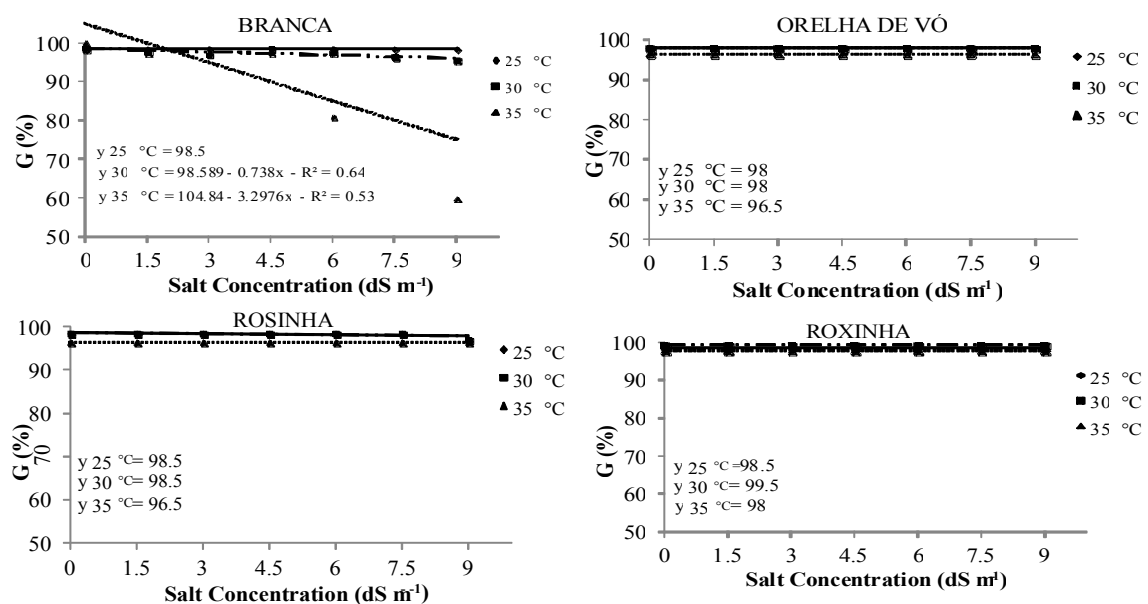 BRANCA
G (%)
100
90
80
70
60
50
25 °C
30 °C
35 °C
y 25 °C = 98.5
y 30 °C = 98.589 - 0.738x - R² = 0.64
y 35 °C = 104.84 - 3.2976x - R² = 0.53
0 1.5 3 4.5 6 7.5 9
Salt Concentration (dS m-¹)
ORELHA DE VÓ
G (%)
100
90
80
70
60
50
25 °C
30 °C
35 °C
y 25 °C = 98
y 30 °C = 98
y 35 °C = 96.5
0 1.5 3 4.5 6 7.5 9
Salt Concentration (dS m¹)
ROSINHA
G (%)
100
90
80
70
60
50
25 °C
30 °C
35 °C
y 25 °C= 98.5
y 30 °C= 98.5
y 35 °C= 96.5
0 1.5 3 4.5 6 7.5 9
Salt Concentration (dS m-¹)
ROXINHA
G (%)
100
90
80
70
60
50
25 °C
30 °C
35 °C
y 25 °C=98.5
y 30 °C= 99.5
y 35 °C= 98
0 1.5 3 4.5 6 7.5 9
Salt Concentration (dS m¹)